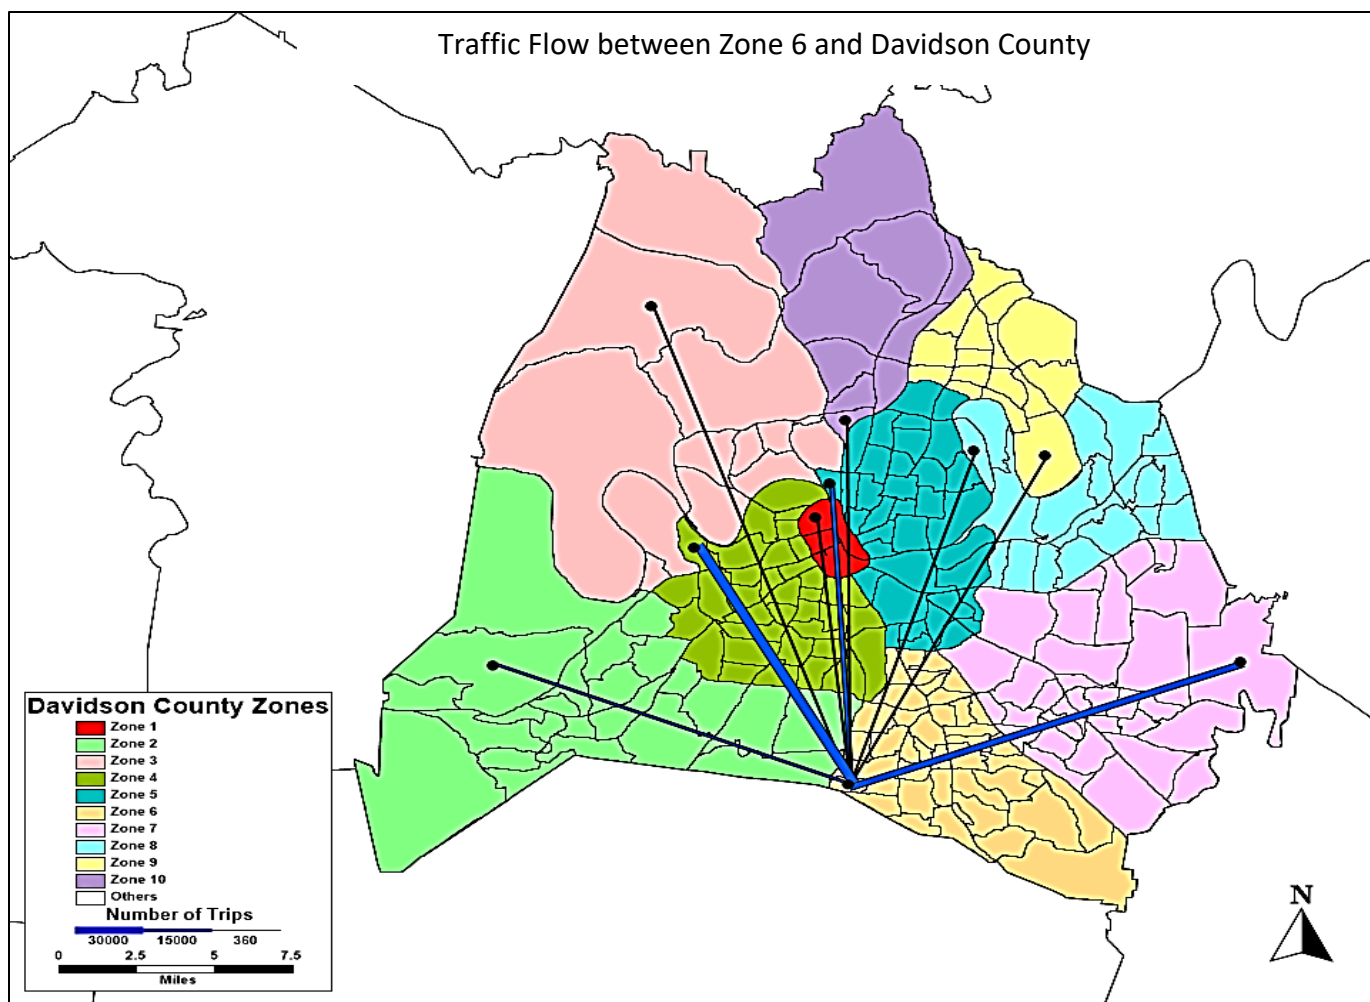 Traffic Flow between Zone 6 and Davidson County
Davidson County Zones
Zone 1
Zone 2
Zone 3
Zone 4
Zone 5
Zone 6
Zone 7
Zone 8
Zone 9
Zone 10
Others
Number of Trips
30000 15000 360
0 2.5 5 7.5
Miles
N